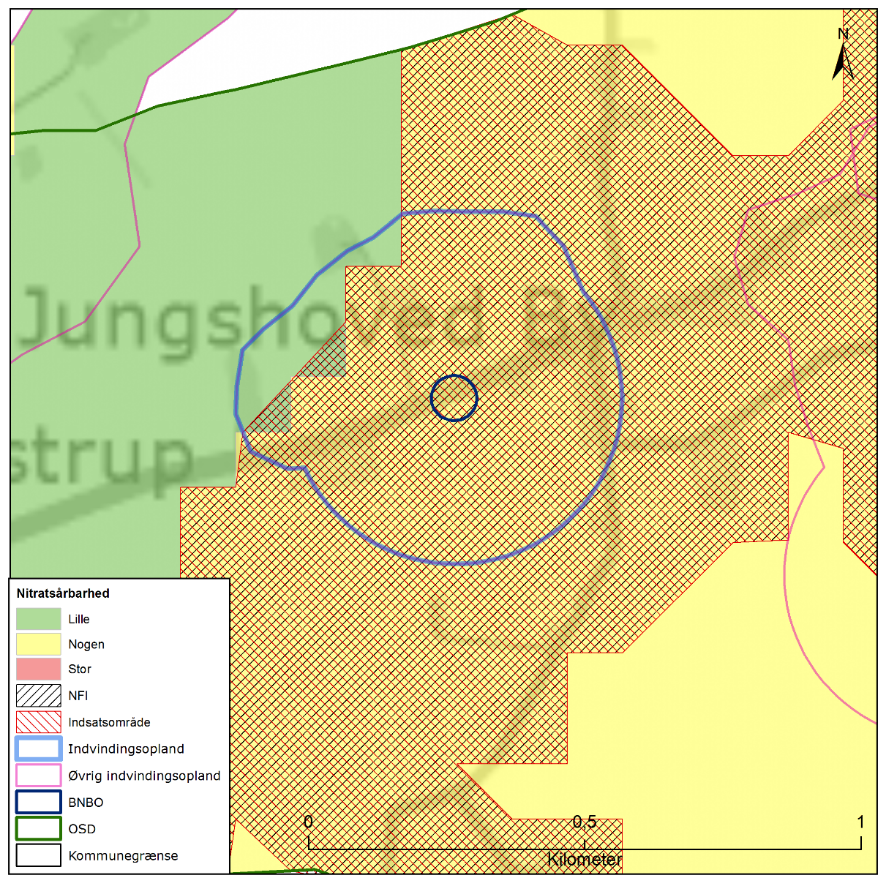 N
Jungshoved B
strup
Nitratsårbarhed
Lille
Nogen
Stor
NFI
Indsatsområde
Indvindingsopland
Øvrig indvindingsopland
BNBO
OSD
Kommunegrænse
0 0,5 1
Kilometer